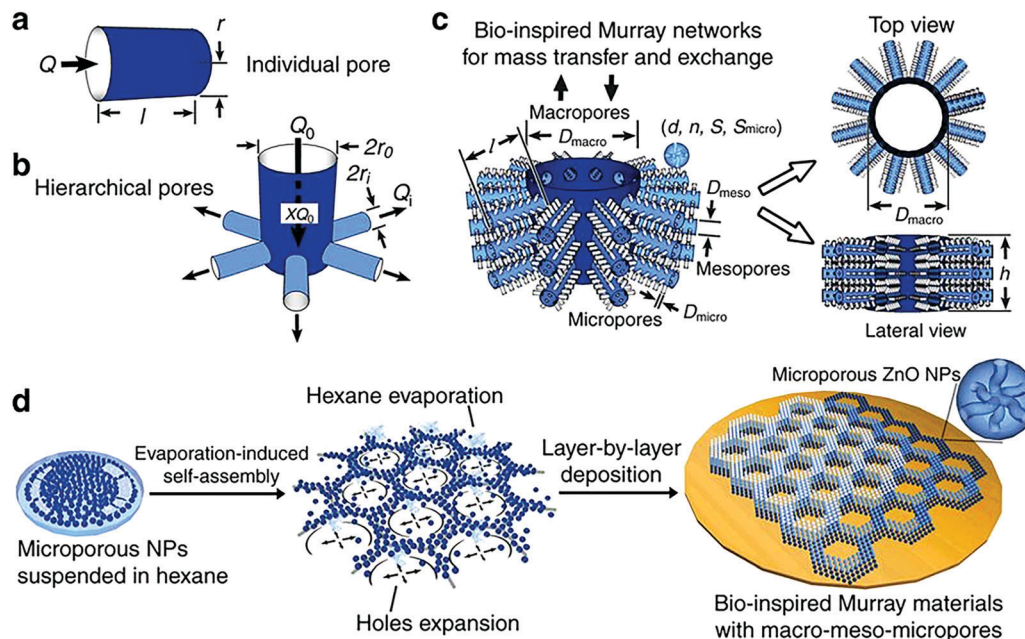 a
Q
r
l
Individual pore
b
Hierarchical pores
Q0
2r0
2ri
Qi
XQ0
c
Bio-inspired Murray networks
for mass transfer and exchange
Macropores
Dmacro
(d, n, S, Smicro)
l
Dmeso
Mesopores
Micropores
Dmicro
Top view
Dmacro
h
Lateral view
d
Microporous NPs
suspended in hexane
Evaporation-induced
self-assembly
Hexane evaporation
Holes expansion
Layer-by-layer
deposition
Microporous ZnO NPs
Bio-inspired Murray materials
with macro-meso-micropores